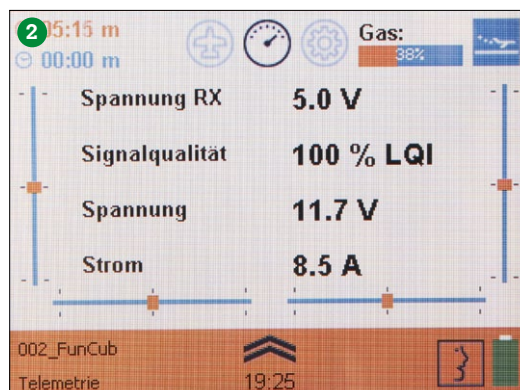 2
05:15 m
00:00 m
Gas:
38%
Spannung RX 5.0 V
Signalqualität 100 % LQI
Spannung 11.7 V
Strom 8.5 A
002_FunCub
Telemetrie 19:25